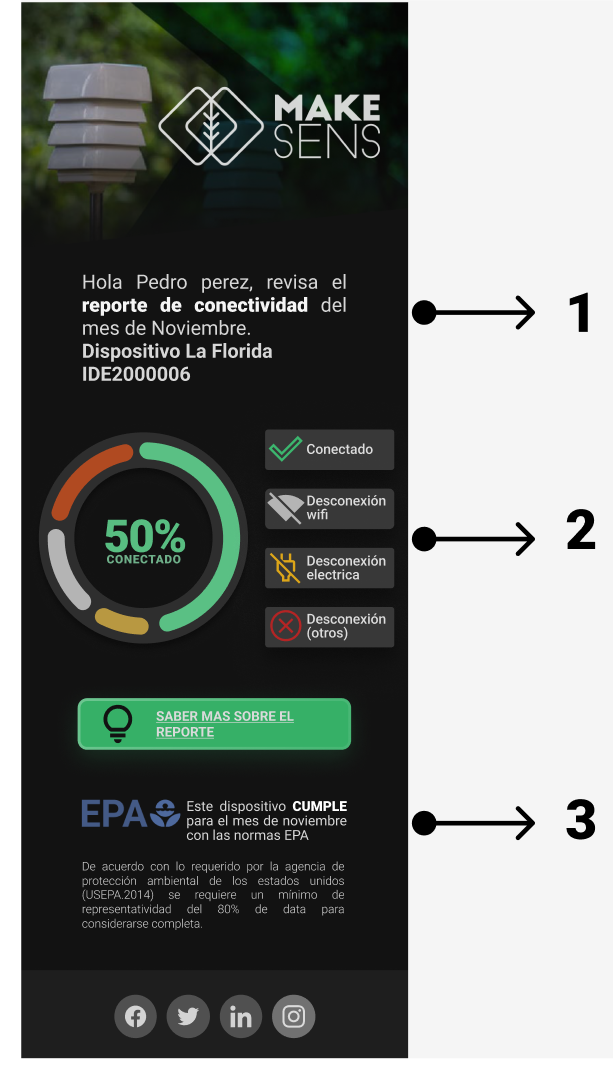 MAKE
SENS
Hola Pedro perez, revisa el
reporte de conectividad del
mes de Noviembre.
Dispositivo La Florida
IDE2000006
1
50%
CONECTADO
Conectado
Desconexión
wifi
Desconexión
electrica
Desconexión
(otros)
2
SABER MAS SOBRE EL
REPORTE
EPA
Este dispositivo CUMPLE
para el mes de noviembre
con las normas EPA
3
De acuerdo con lo requerido por la agencia de
protección ambiental de los estados unidos
(USEPA.2014) se requiere un mínimo de
representatividad del 80% de data para
considerarse completa.
in